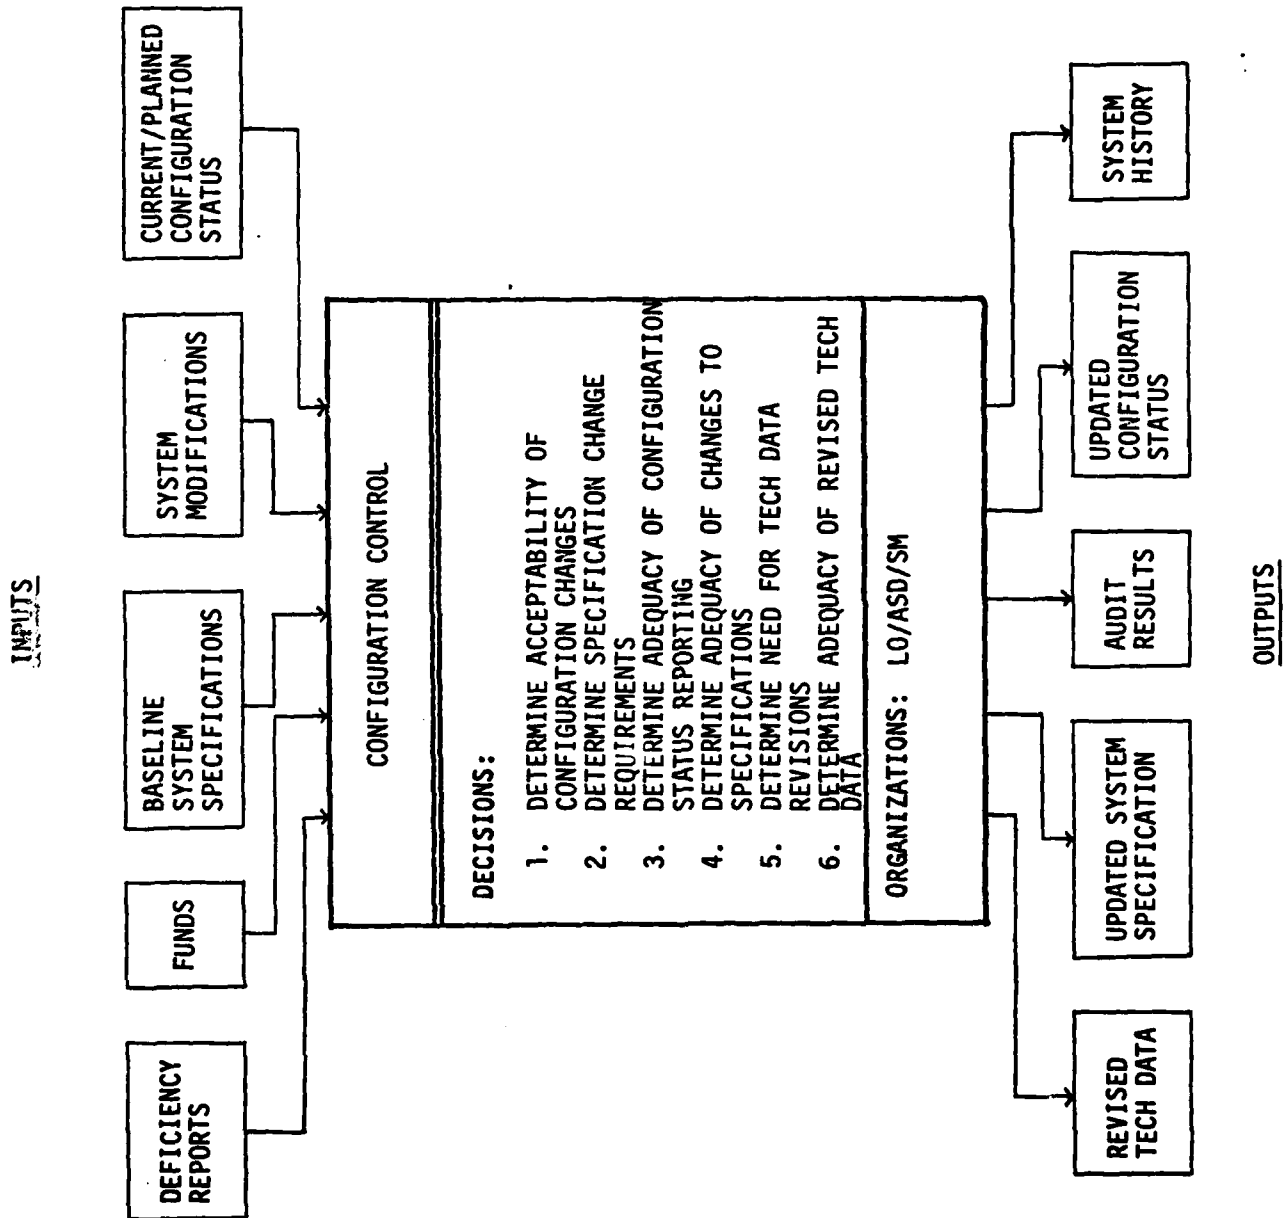 INPUTS
DEFICIENCY
REPORTS
FUNDS
BASELINE
SYSTEM
SPECIFICATIONS
SYSTEM
MODIFICATIONS
CURRENT/PLANNED
CONFIGURATION
STATUS
CONFIGURATION CONTROL
DECISIONS:
1. DETERMINE ACCEPTABILITY OF
CONFIGURATION CHANGES
2. DETERMINE SPECIFICATION CHANGE
REQUIREMENTS
3. DETERMINE ADEQUACY OF CONFIGURATION
STATUS REPORTING
4. DETERMINE ADEQUACY OF CHANGES TO
SPECIFICATIONS
5. DETERMINE NEED FOR TECH DATA
REVISIONS
6. DETERMINE ADEQUACY OF REVISED TECH
DATA
ORGANIZATIONS: LO/ASD/SM
REVISED
TECH DATA
UPDATED SYSTEM
SPECIFICATION
AUDIT
RESULTS
UPDATED
CONFIGURATION
STATUS
SYSTEM
HISTORY
OUTPUTS